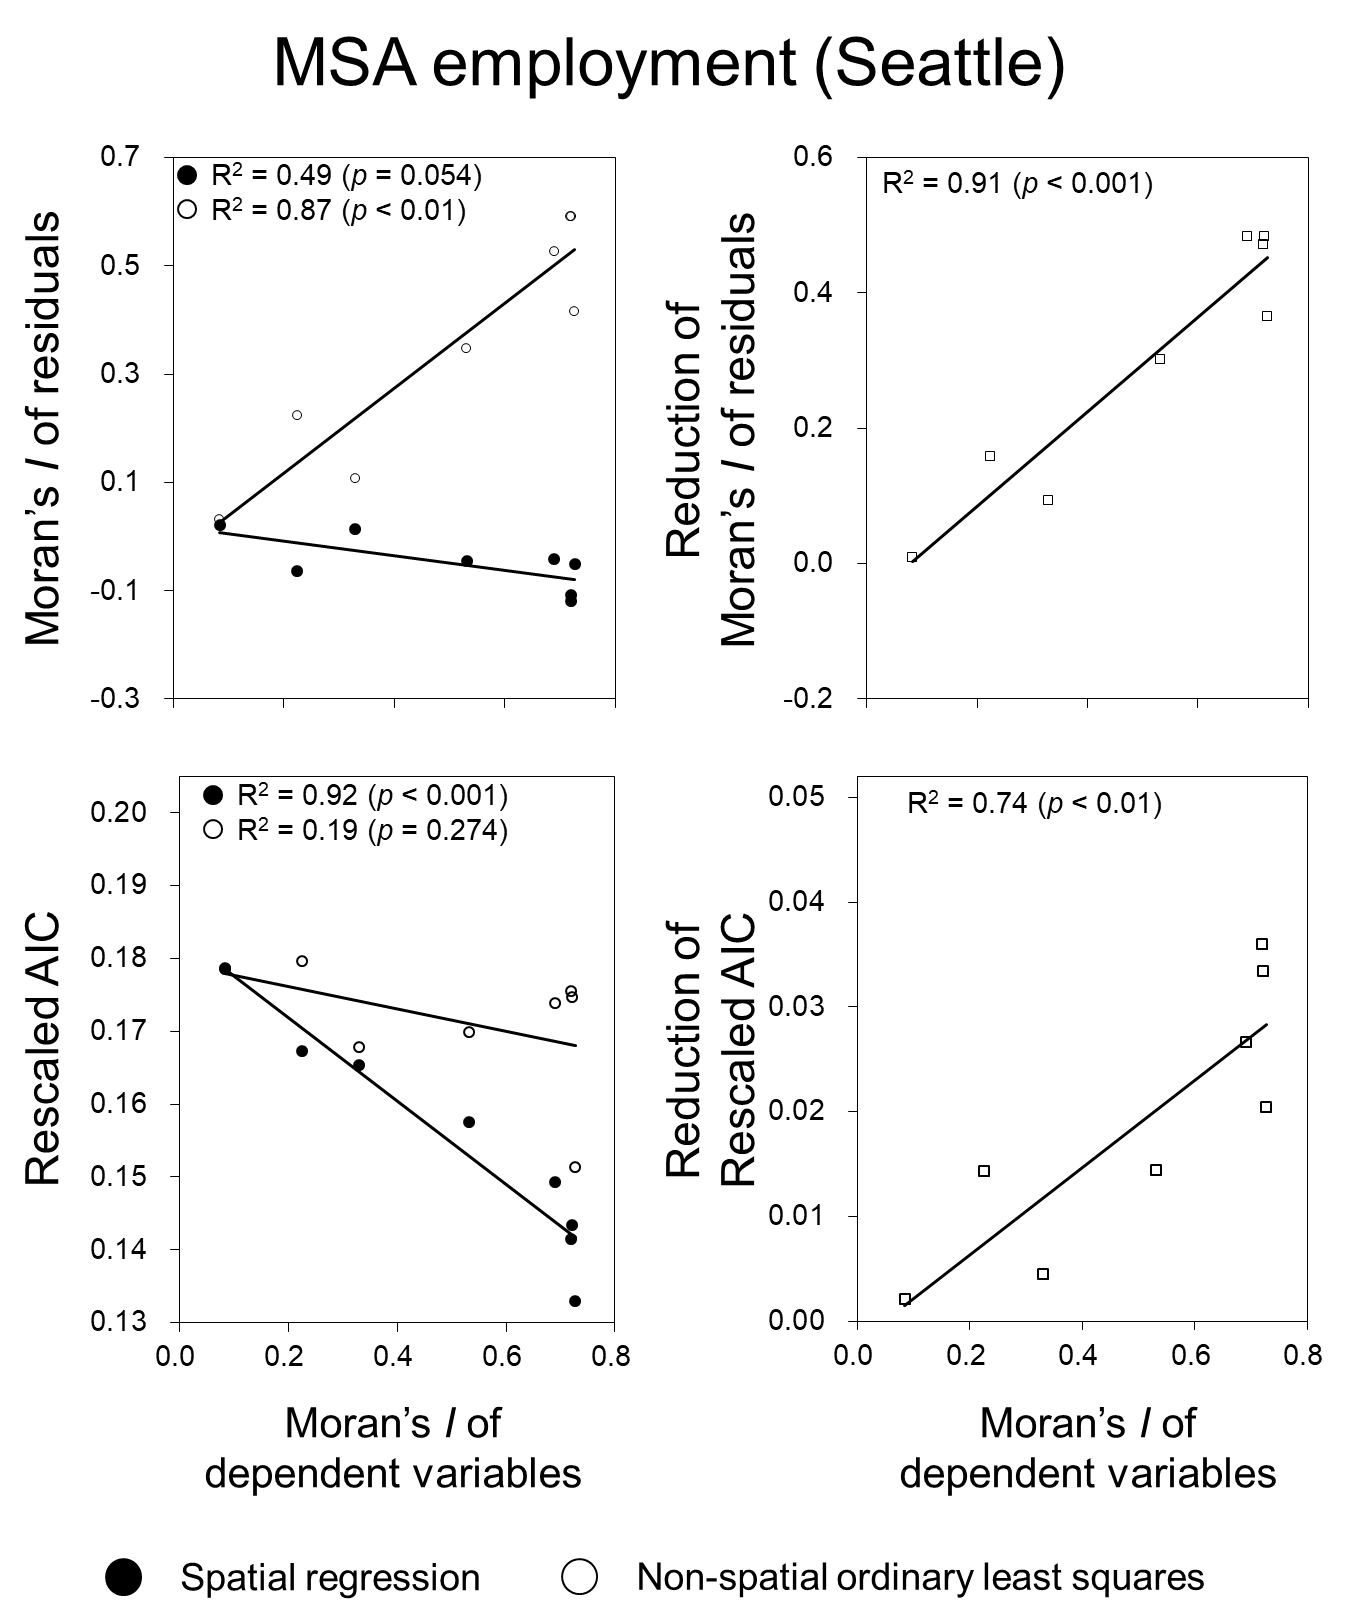 MSA employment (Seattle)
R² = 0.49 (p = 0.054)
R² = 0.87 (p < 0.01)
0.7
0.5
0.3
0.1
-0.1
-0.3
Moran's I of residuals
R² = 0.91 (p < 0.001)
0.6
0.4
0.2
0.0
-0.2
Reduction of
Moran's I of residuals
R² = 0.92 (p < 0.001)
R² = 0.19 (p = 0.274)
0.20
0.19
0.18
0.17
0.16
0.15
0.14
0.13
Rescaled AIC
0.0 0.2 0.4 0.6 0.8
Moran's I of
dependent variables
R² = 0.74 (p < 0.01)
0.05
0.04
0.03
0.02
0.01
0.00
Reduction of
Rescaled AIC
0.0 0.2 0.4 0.6 0.8
Moran's I of
dependent variables
Spatial regression
Non-spatial ordinary least squares